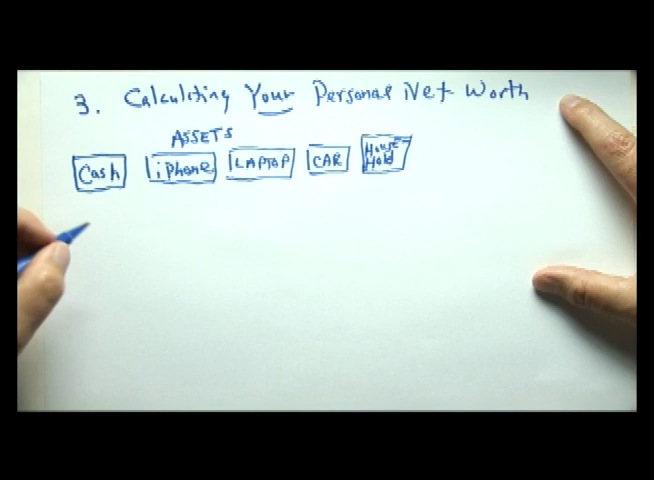 3. Calculating Your Personal Net Worth
ASSETS
Cash iPhone LAPTOP CAR House-
Hold